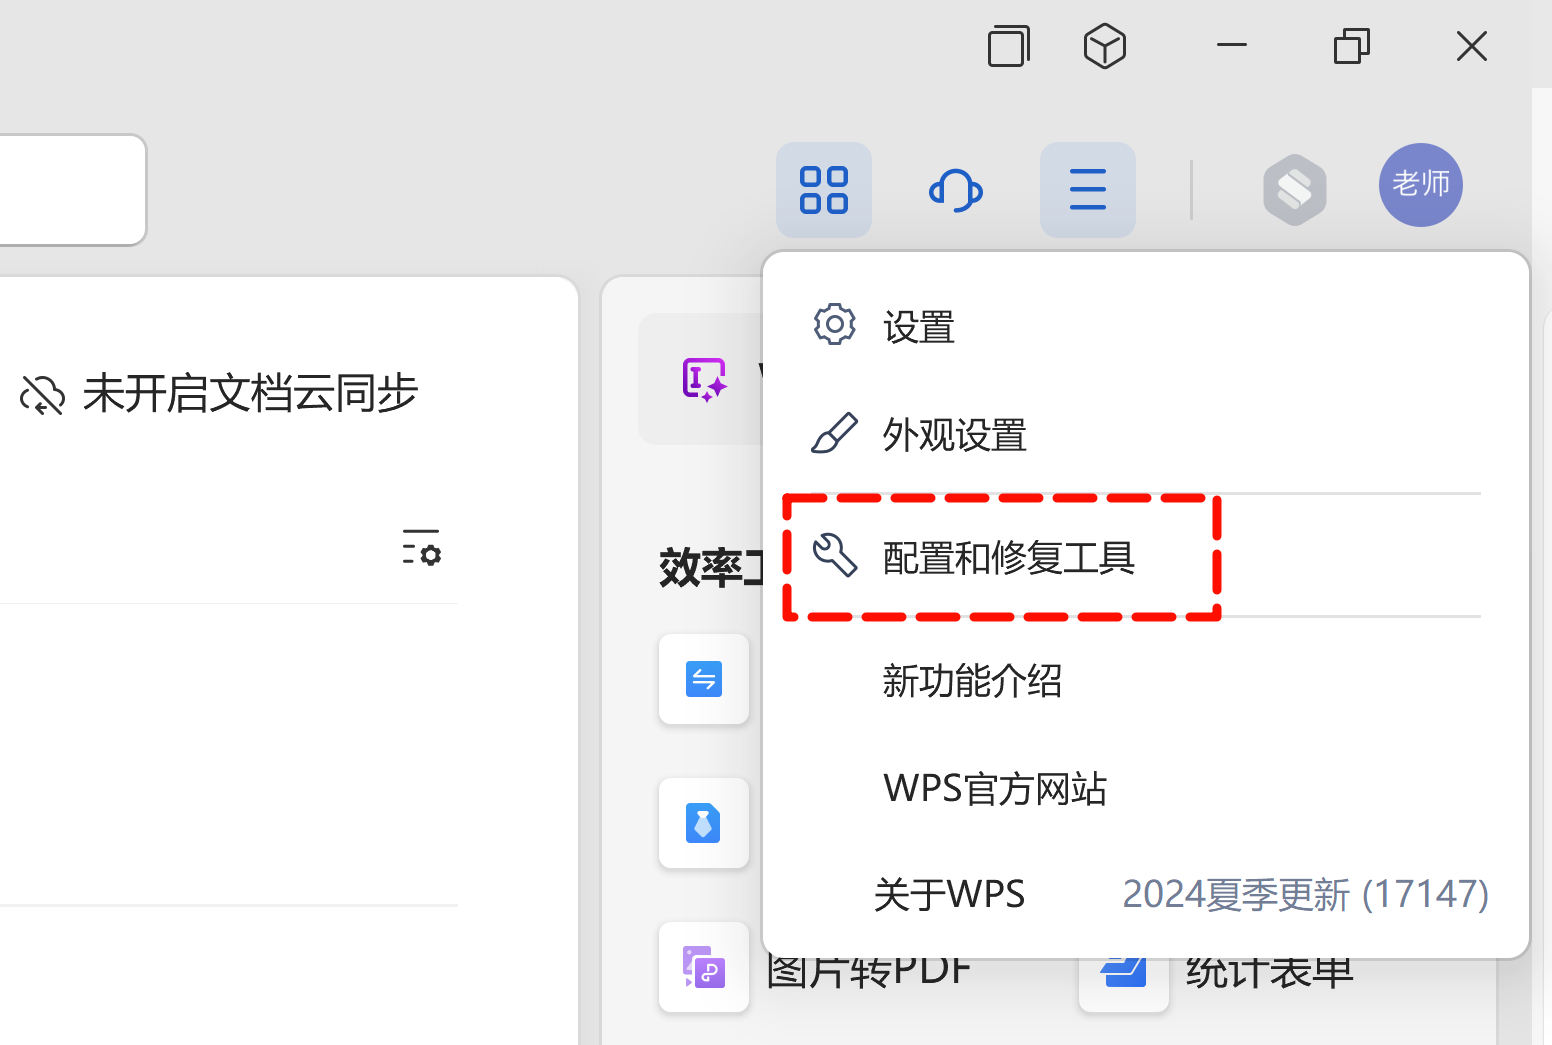 老师
未开启文档云同步
设置
外观设置
效率
配置和修复工具
新功能介绍
WPS官方网站
关于WPS 2024夏季更新 (17147)
图片转PDF
统计表单